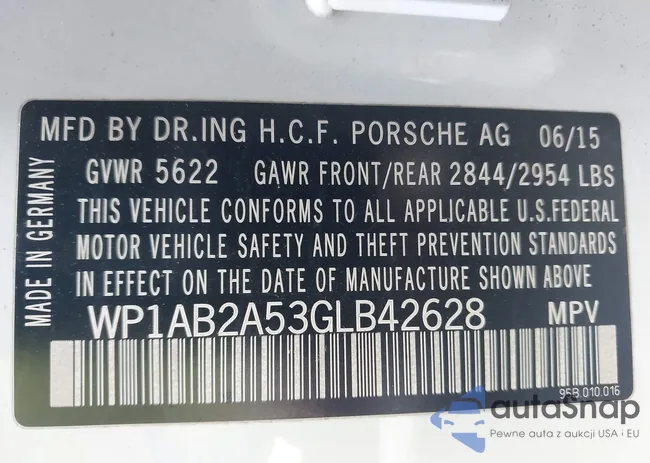 MFD BY DR.ING H.C.F. PORSCHE AG 06/15
GVWR 5622 GAWR FRONT/REAR 2844/2954 LBS
THIS VEHICLE CONFORMS TO ALL APPLICABLE U.S.FEDERAL
MOTOR VEHICLE SAFETY AND THEFT PREVENTION STANDARDS
IN EFFECT ON THE DATE OF MANUFACTURE SHOWN ABOVE
WP1AB2A53GLB42628 MPV
MADE IN GERMANY
95B.010.016
autaSnap
Pewne auta z aukcji USA i EU